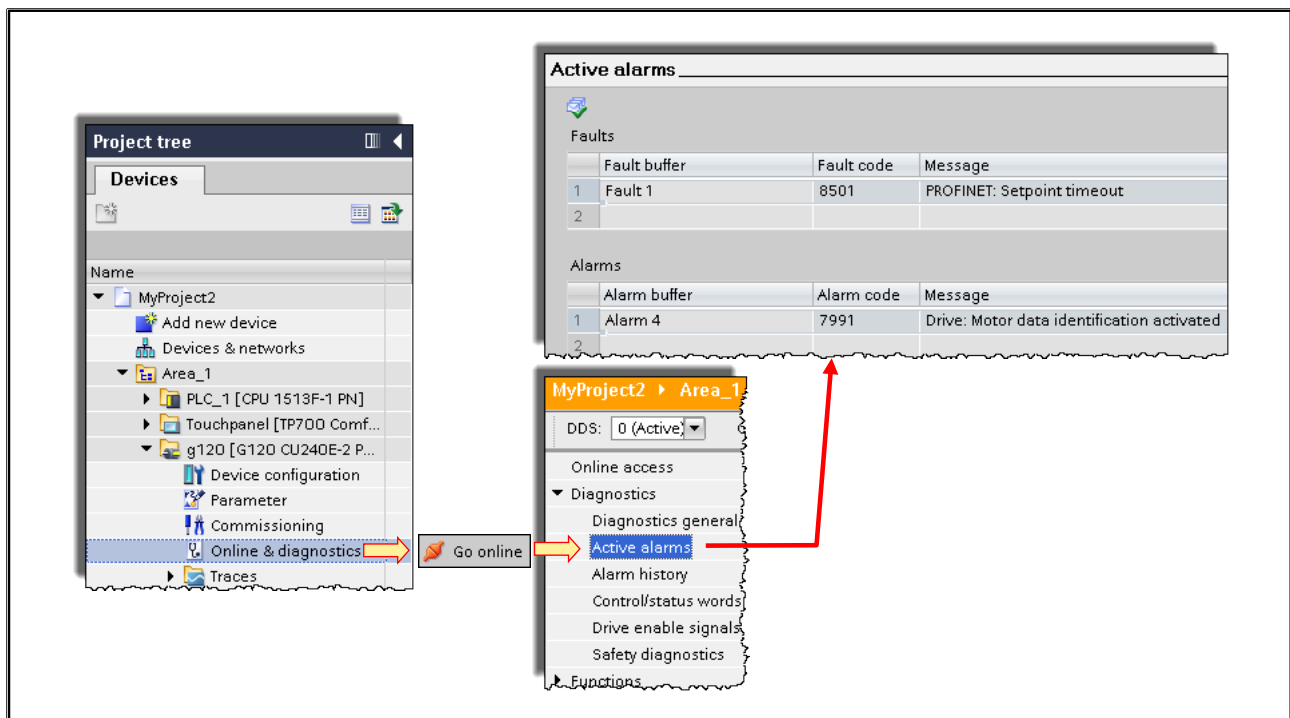 Project tree
Devices
Name
MyProject2
Add new device
Devices & networks
Area_1
PLC_1 [CPU 1513F-1 PN]
Touchpanel [TP700 Comf...
g120 [G120 CU240E-2 P...
Device configuration
Parameter
Commissioning
Online & diagnostics
Traces
Go online
MyProject2 Area_1
DDS: 0 (Active)
Online access
Diagnostics
Diagnostics general
Active alarms
Alarm history
Control/status words
Drive enable signals
Safety diagnostics
Functions
Active alarms
Faults
Fault buffer Fault code Message
1 Fault 1 8501 PROFINET: Setpoint timeout
2
Alarms
Alarm buffer Alarm code Message
1 Alarm 4 7991 Drive: Motor data identification activated
2